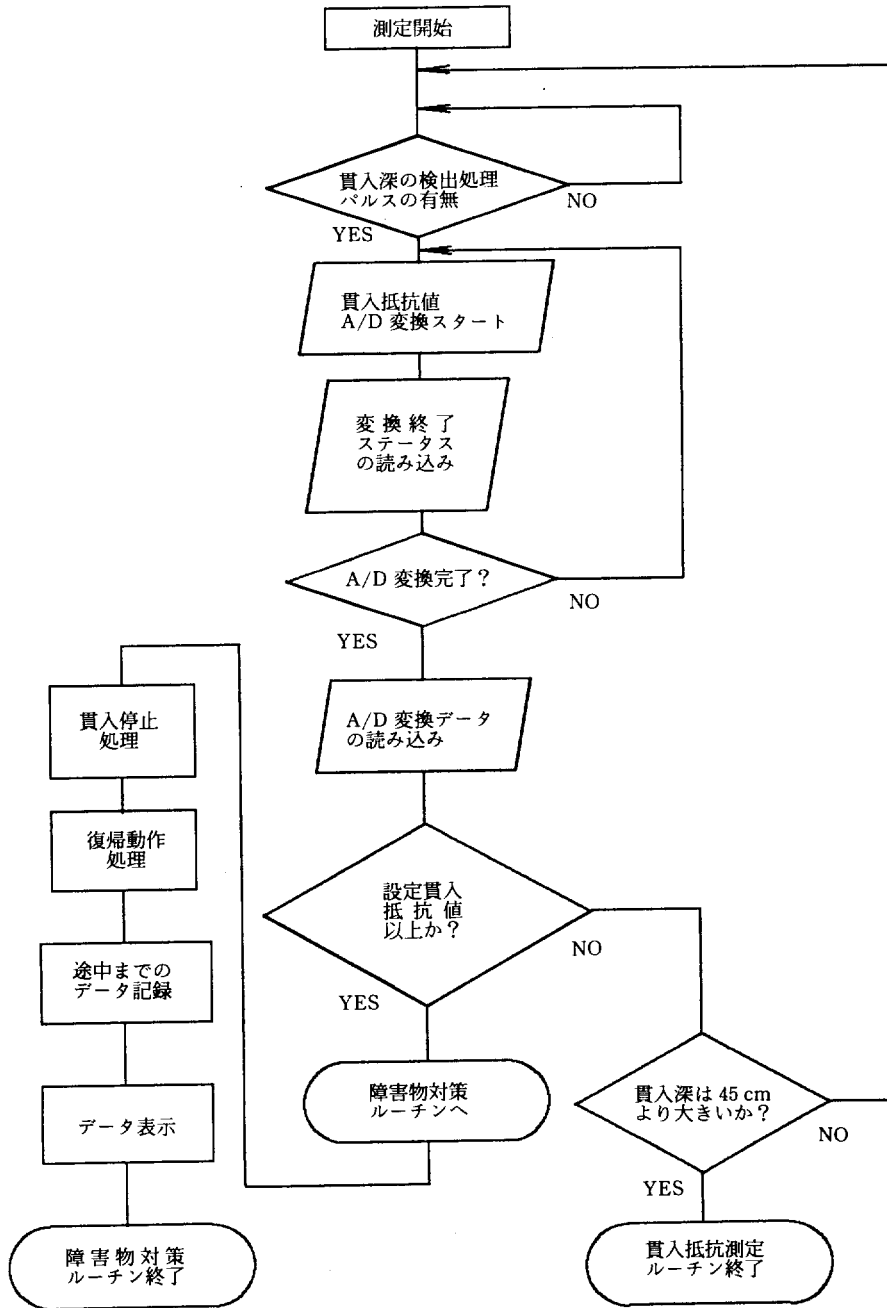 測定開始
貫入深の検出処理
パルスの有無
NO
YES
貫入抵抗値
A/D 変換スタート
変換終了
ステータス
の読み込み
A/D 変換完了？
NO
YES
A/D 変換データ
の読み込み
貫入停止
処理
復帰動作
処理
設定貫入
抵抗値
以上か？
NO
YES
途中までの
データ記録
障害物対策
ルーチンへ
貫入深は 45 cm
より大きいか？
NO
YES
データ表示
障害物対策
ルーチン終了
貫入抵抗測定
ルーチン終了